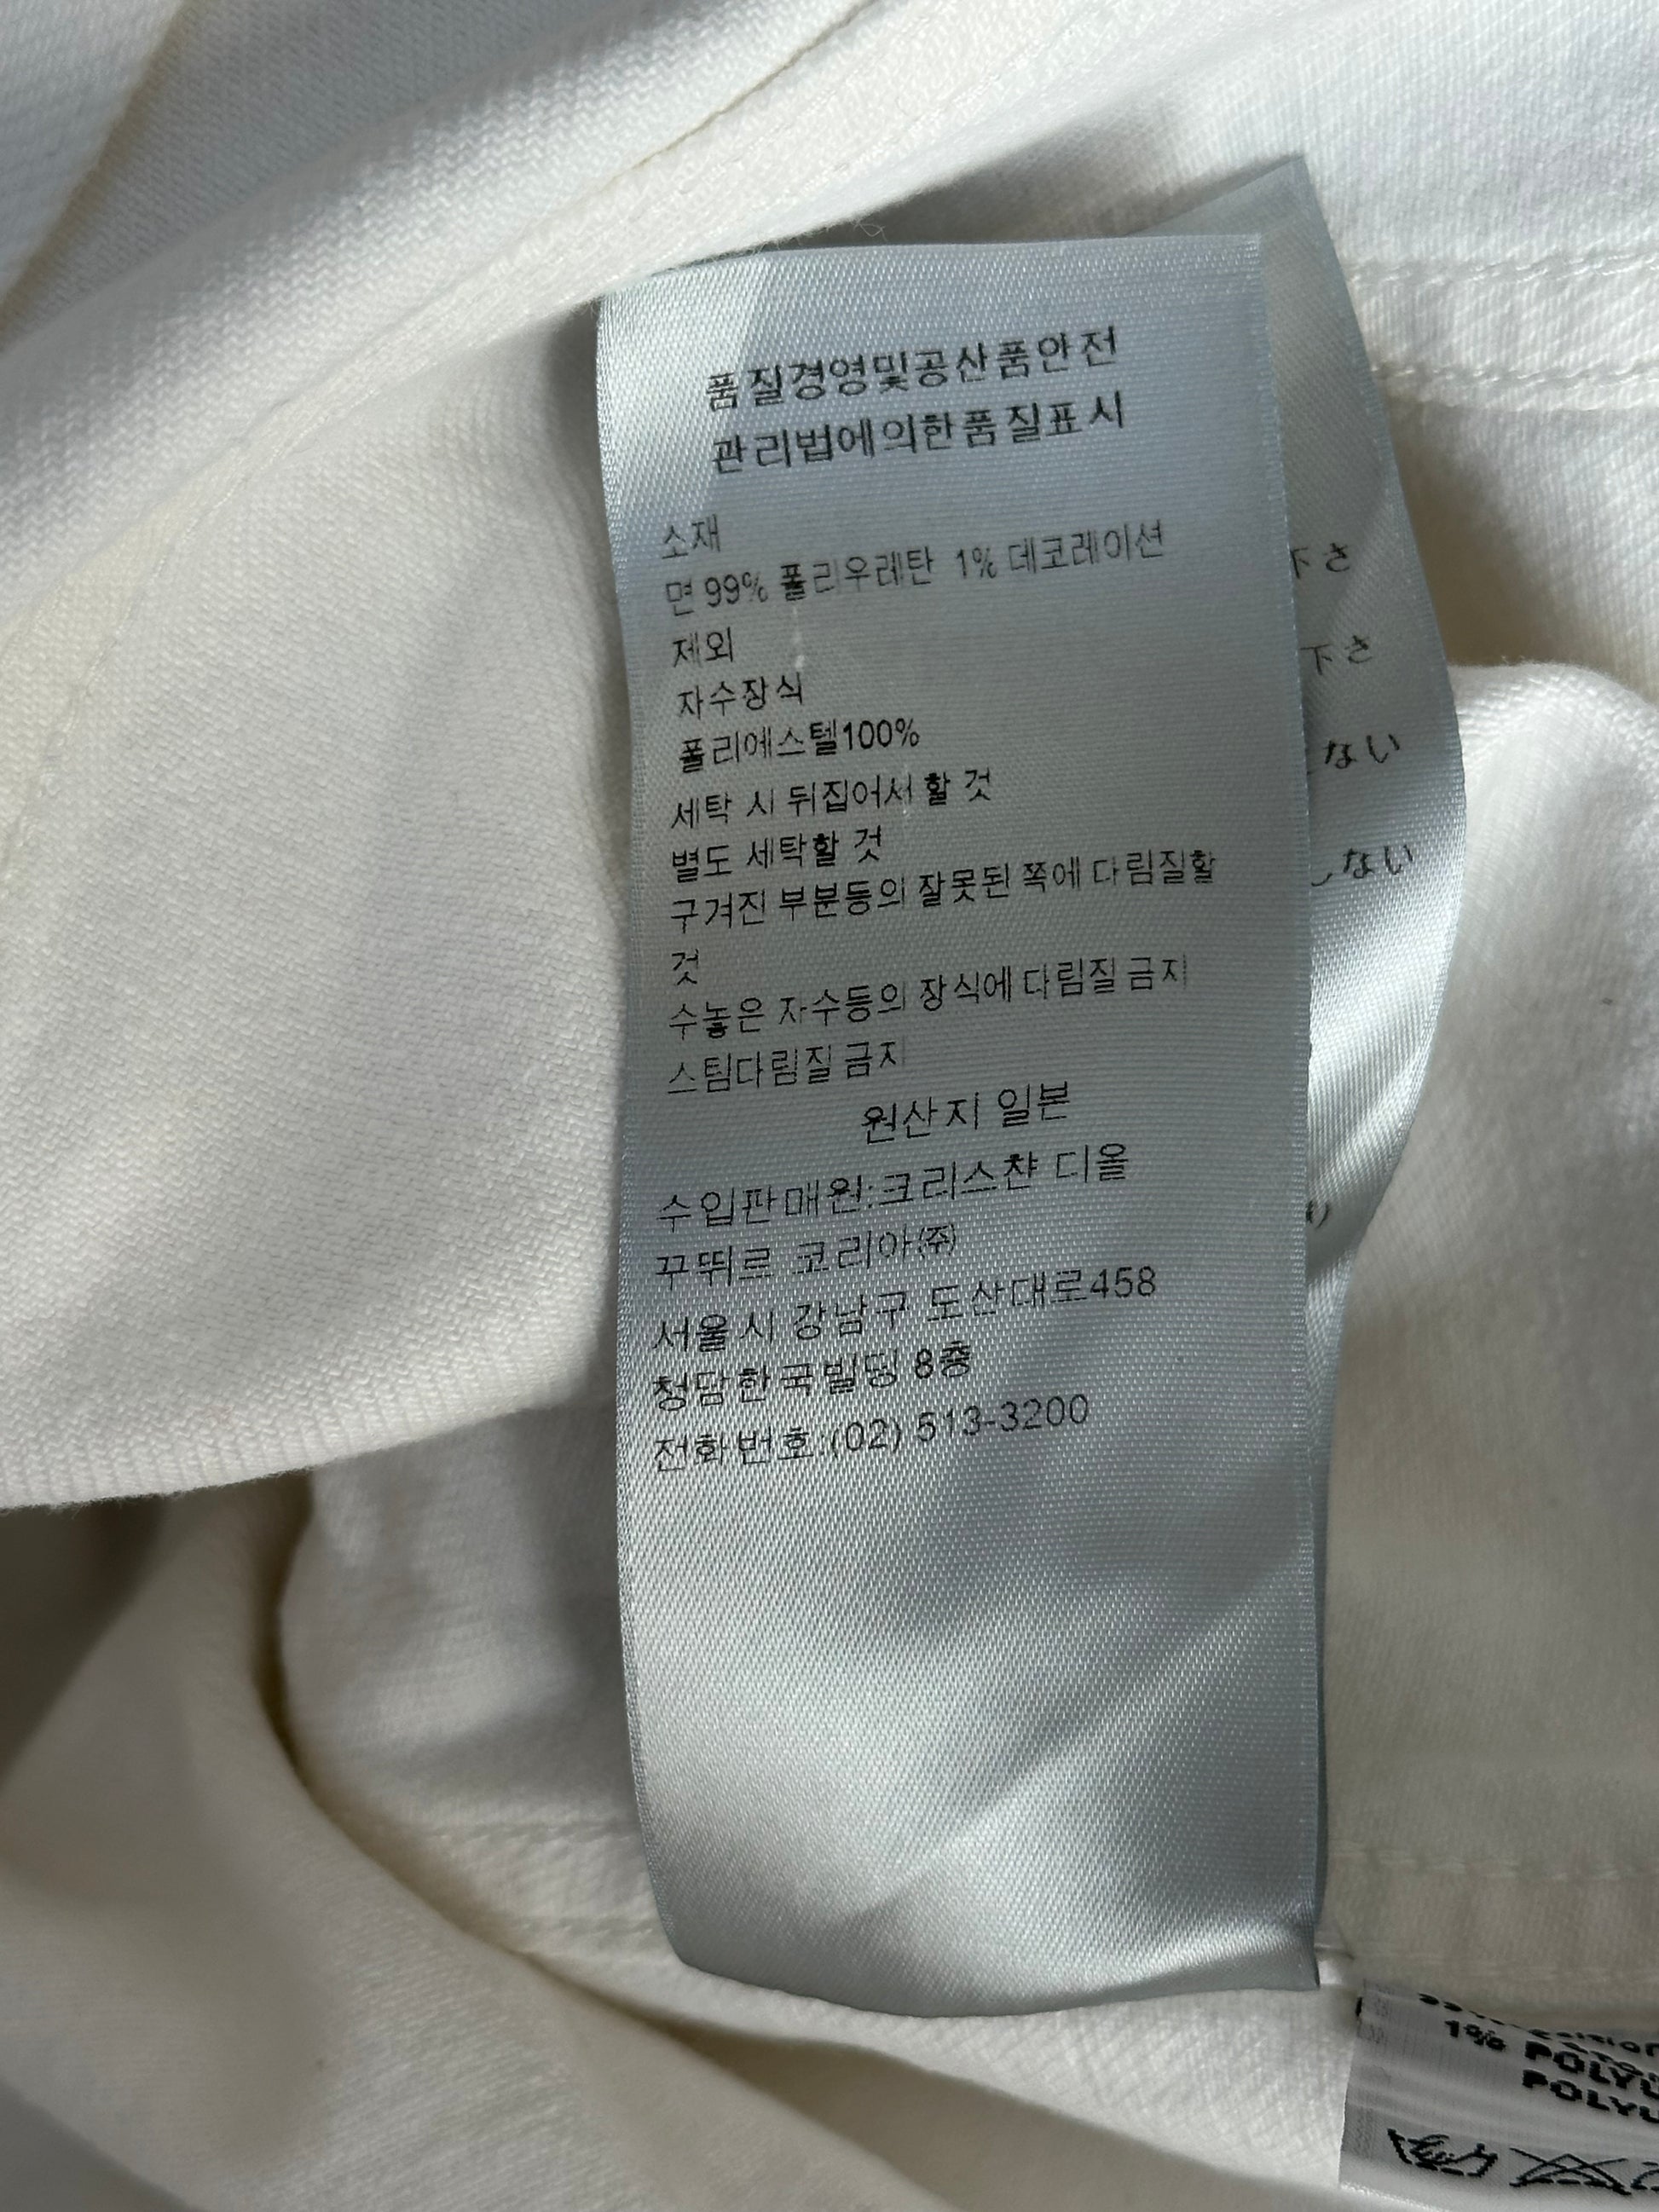 품질경영및공산품안전
관리법에의한품질표시
소재
면 99% 폴리우레탄 1% 데코레이션
제외
자수장식
폴리에스텔100%
세탁 시 뒤집어서 할 것
별도 세탁할 것
구겨진 부분등의 잘못된 쪽에 다림질할
것
수놓은 자수등의 장식에 다림질 금지
스팀다림질 금지
원산지 일본
수입판매원:크리스챤 디올
꾸뛰르 코리아㈜
서울시 강남구 도산대로458
청담한국빌딩 8층
전화번호:(02) 513-3200
下さ
下さ
ない
しない
1% POLYU
POLYU